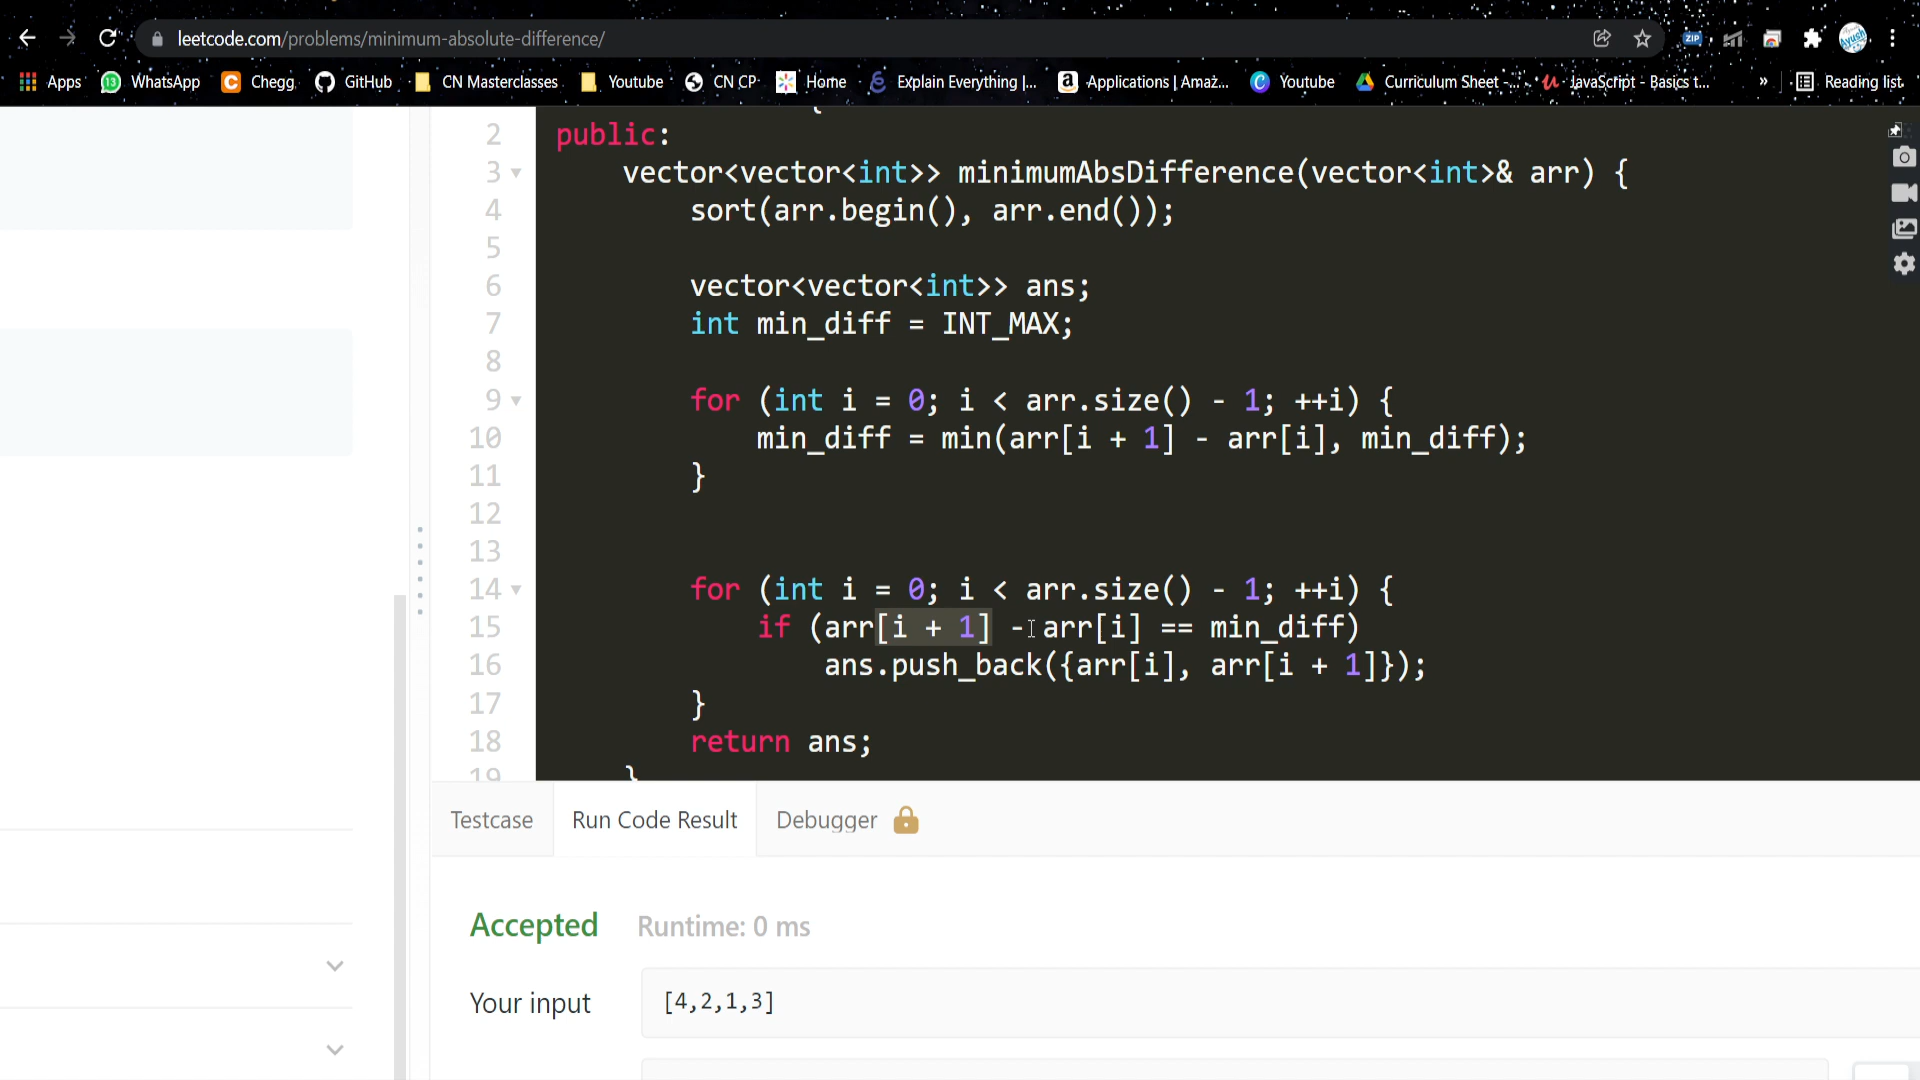 leetcode.com/problems/minimum-absolute-difference/
ZIP
Ayush
Apps
13
WhatsApp
C
Chegg
GitHub
CN Masterclasses
Youtube
CN CP
Home
Explain Everything |...
a
Applications | Amaz...
C
Youtube
Curriculum Sheet -...
JavaScript - Basics t...
»
Reading list
{
2 public:
3 vector<vector<int>> minimumAbsDifference(vector<int>& arr) {
4 sort(arr.begin(), arr.end());
5
6 vector<vector<int>> ans;
7 int min_diff = INT_MAX;
8
9 for (int i = 0; i < arr.size() - 1; ++i) {
10 min_diff = min(arr[i + 1] - arr[i], min_diff);
11 }
12
13
14 for (int i = 0; i < arr.size() - 1; ++i) {
15 if (arr[i + 1] - arr[i] == min_diff)
16 ans.push_back({arr[i], arr[i + 1]});
17 }
18 return ans;
19 }
Testcase
Run Code Result
Debugger
Accepted
Runtime: 0 ms
Your input
[4,2,1,3]